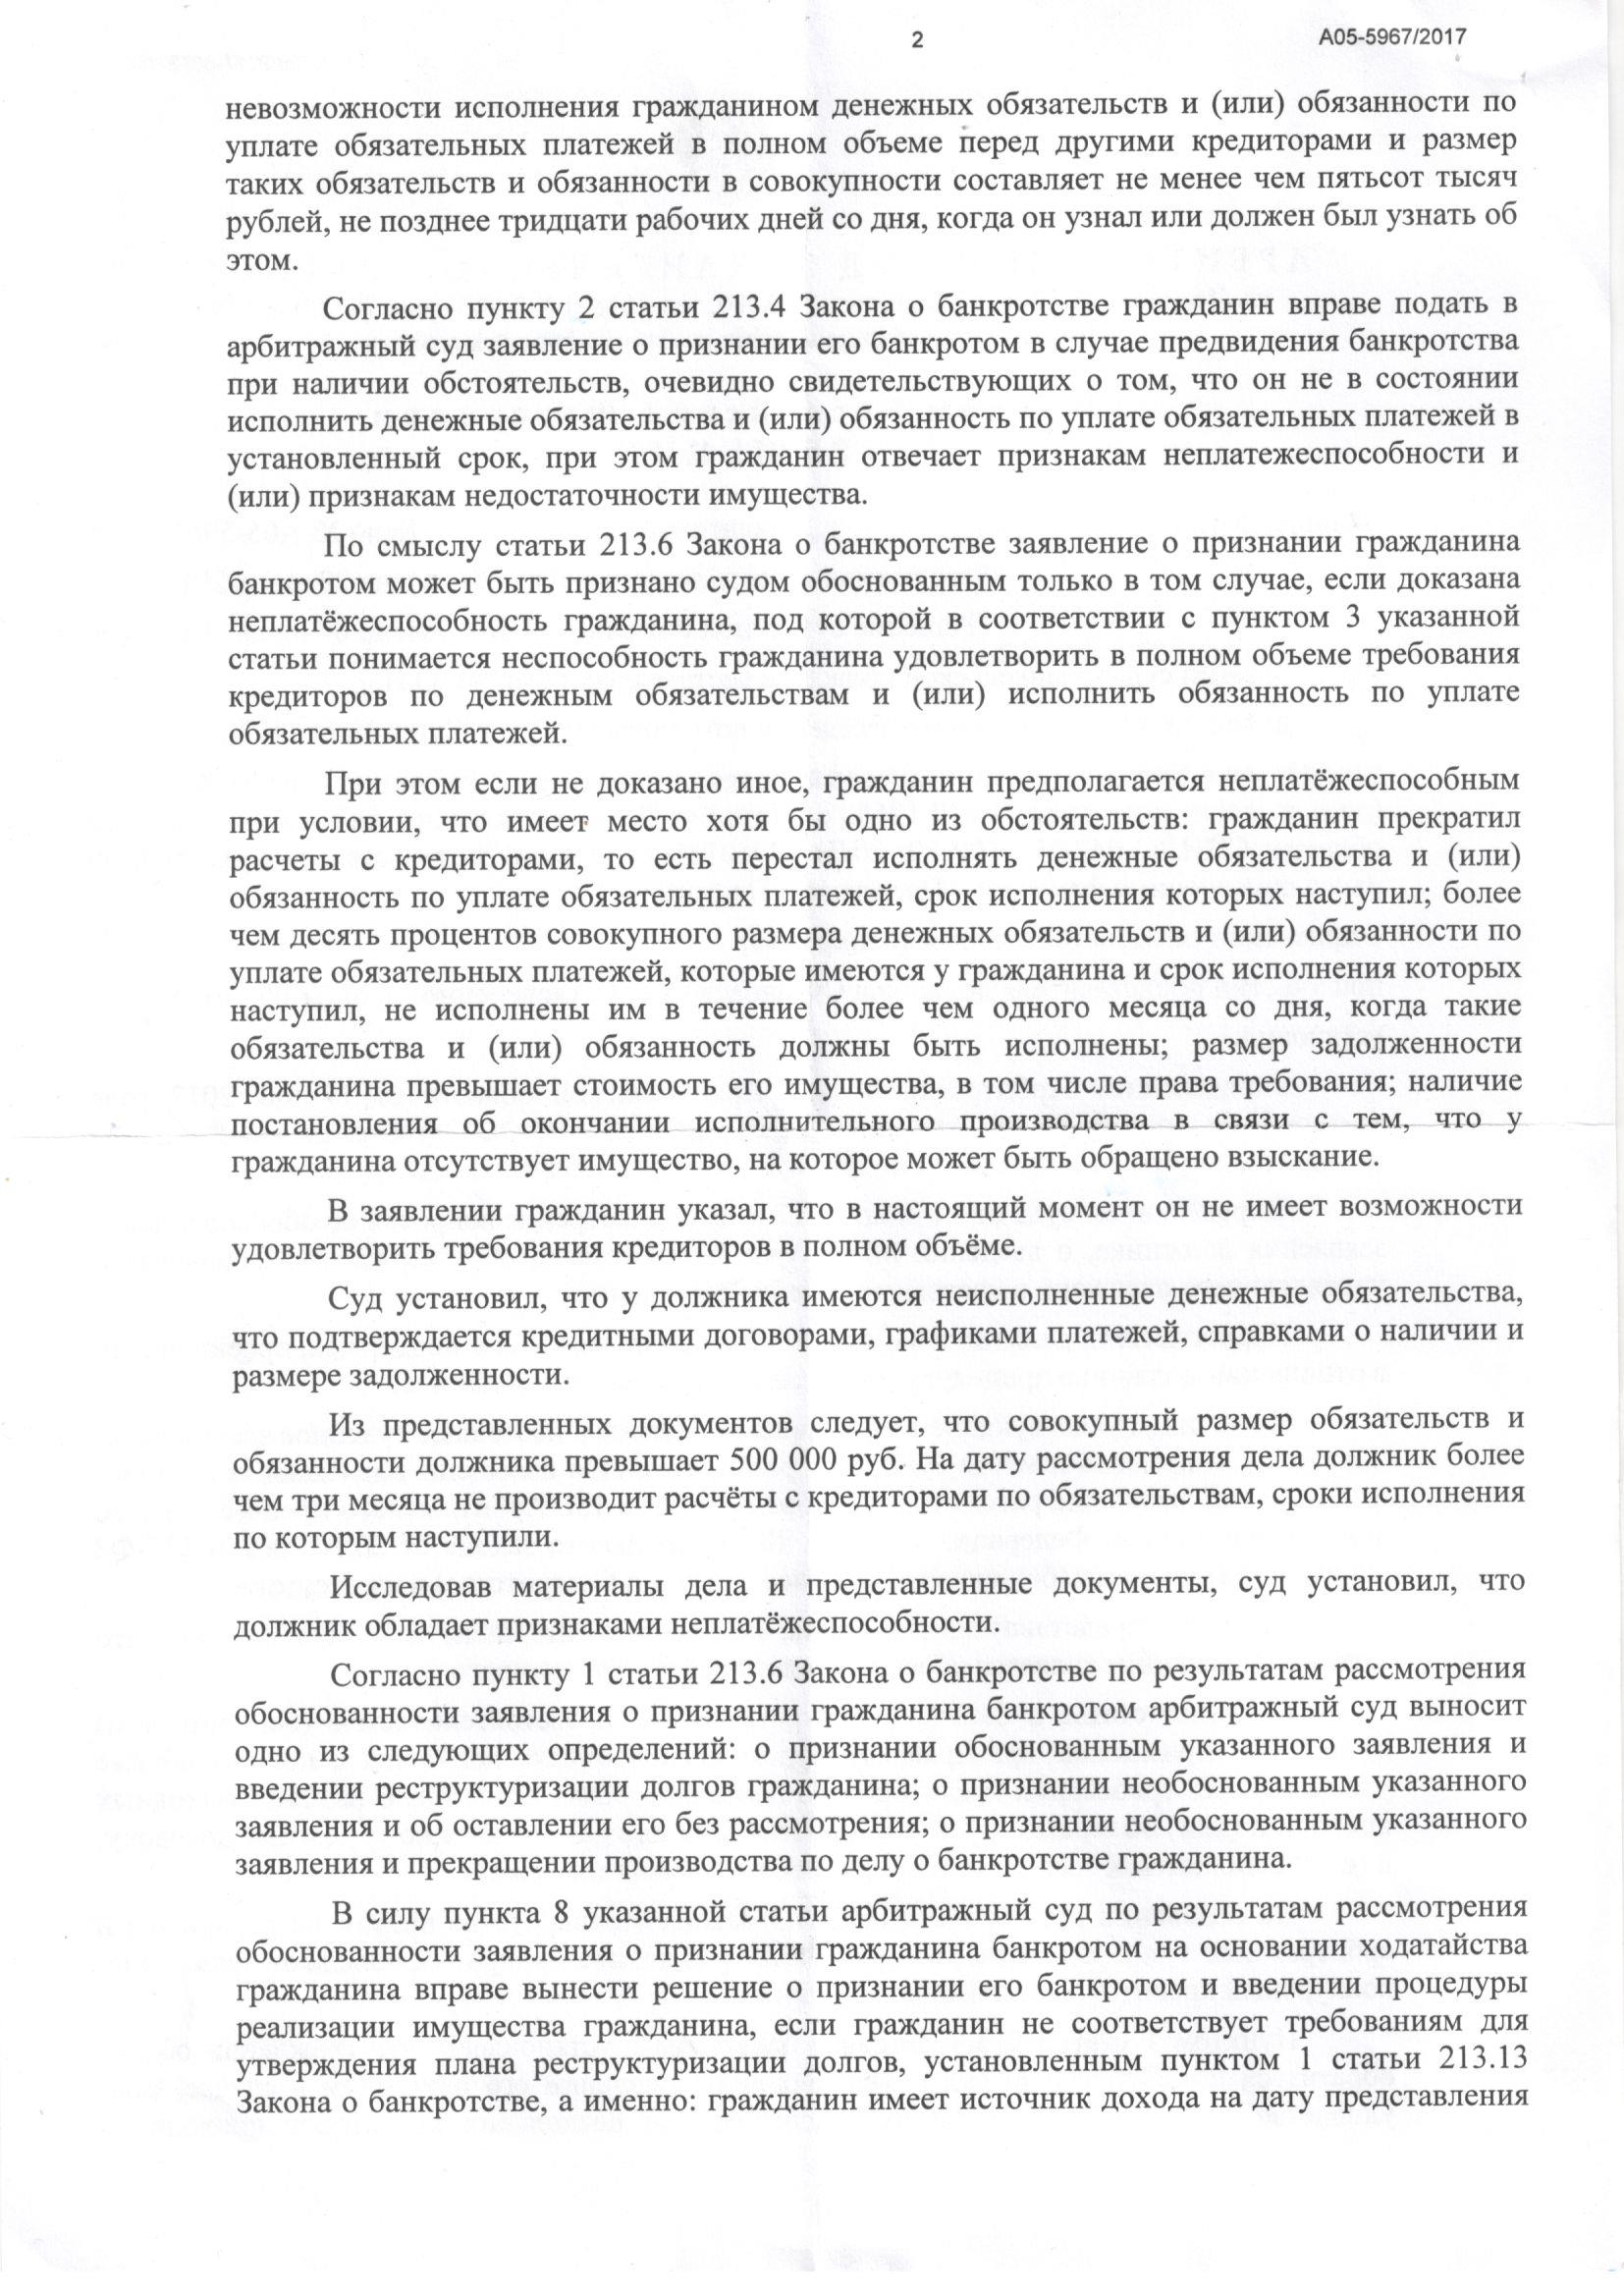 2
А05-5967/2017
невозможности исполнения гражданином денежных обязательств и (или) обязанности по
уплате обязательных платежей в полном объеме перед другими кредиторами и размер
таких обязательств и обязанности в совокупности составляет не менее чем пятьсот тысяч
рублей, не позднее тридцати рабочих дней со дня, когда он узнал или должен был узнать об
этом.
Согласно пункту 2 статьи 213.4 Закона о банкротстве гражданин вправе подать в
арбитражный суд заявление о признании его банкротом в случае предвидения банкротства
при наличии обстоятельств, очевидно свидетельствующих о том, что он не в состоянии
исполнить денежные обязательства и (или) обязанность по уплате обязательных платежей в
установленный срок, при этом гражданин отвечает признакам неплатежеспособности и
(или) признакам недостаточности имущества.
По смыслу статьи 213.6 Закона о банкротстве заявление о признании гражданина
банкротом может быть признано судом обоснованным только в том случае, если доказана
неплатёжеспособность гражданина, под которой в соответствии с пунктом 3 указанной
статьи понимается неспособность гражданина удовлетворить в полном объеме требования
кредиторов по денежным обязательствам и (или) исполнить обязанность по уплате
обязательных платежей.
При этом если не доказано иное, гражданин предполагается неплатёжеспособным
при условии, что имеет место хотя бы одно из обстоятельств: гражданин прекратил
расчеты с кредиторами, то есть перестал исполнять денежные обязательства и (или)
обязанность по уплате обязательных платежей, срок исполнения которых наступил; более
чем десять процентов совокупного размера денежных обязательств и (или) обязанности по
уплате обязательных платежей, которые имеются у гражданина и срок исполнения которых
наступил, не исполнены им в течение более чем одного месяца со дня, когда такие
обязательства и (или) обязанность должны быть исполнены; размер задолженности
гражданина превышает стоимость его имущества, в том числе права требования; наличие
постановления об окончании исполнительного производства в связи с тем, что у
гражданина отсутствует имущество, на которое может быть обращено взыскание.
В заявлении гражданин указал, что в настоящий момент он не имеет возможности
удовлетворить требования кредиторов в полном объёме.
Суд установил, что у должника имеются неисполненные денежные обязательства,
что подтверждается кредитными договорами, графиками платежей, справками о наличии и
размере задолженности.
Из представленных документов следует, что совокупный размер обязательств и
обязанности должника превышает 500 000 руб. На дату рассмотрения дела должник более
чем три месяца не производит расчёты с кредиторами по обязательствам, сроки исполнения
по которым наступили.
Исследовав материалы дела и представленные документы, суд установил, что
должник обладает признаками неплатёжеспособности.
Согласно пункту 1 статьи 213.6 Закона о банкротстве по результатам рассмотрения
обоснованности заявления о признании гражданина банкротом арбитражный суд выносит
одно из следующих определений: о признании обоснованным указанного заявления и
введении реструктуризации долгов гражданина; о признании необоснованным указанного
заявления и об оставлении его без рассмотрения; о признании необоснованным указанного
заявления и прекращении производства по делу о банкротстве гражданина.
В силу пункта 8 указанной статьи арбитражный суд по результатам рассмотрения
обоснованности заявления о признании гражданина банкротом на основании ходатайства
гражданина вправе вынести решение о признании его банкротом и введении процедуры
реализации имущества гражданина, если гражданин не соответствует требованиям для
утверждения плана реструктуризации долгов, установленным пунктом 1 статьи 213.13
Закона о банкротстве, а именно: гражданин имеет источник дохода на дату представления